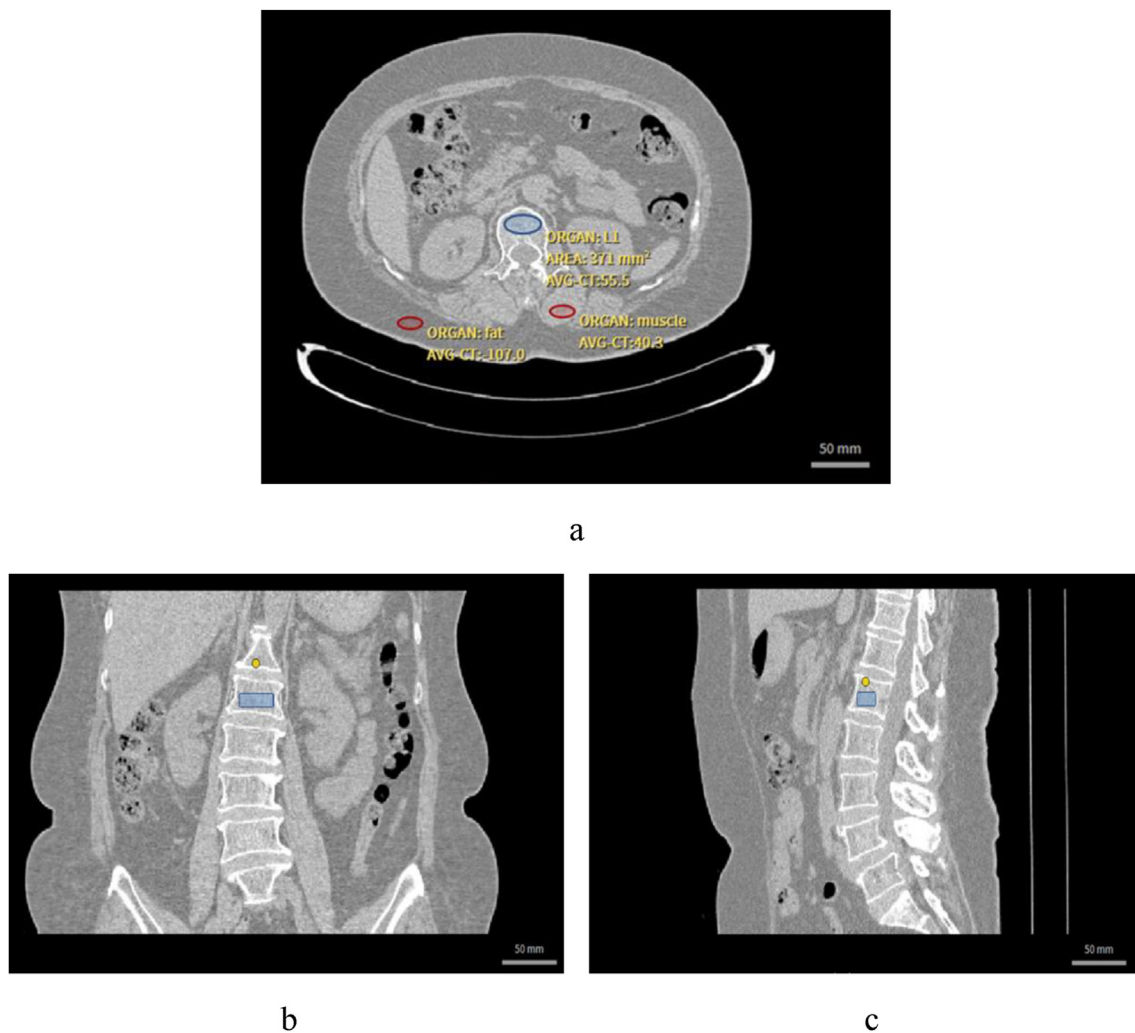 ORGAN: L1
AREA: 371 mm²
AVG-CT:55.5
ORGAN: fat
AVG-CT:-107.0
ORGAN: muscle
AVG-CT:40.3
50 mm
a
50 mm
50 mm
b
c